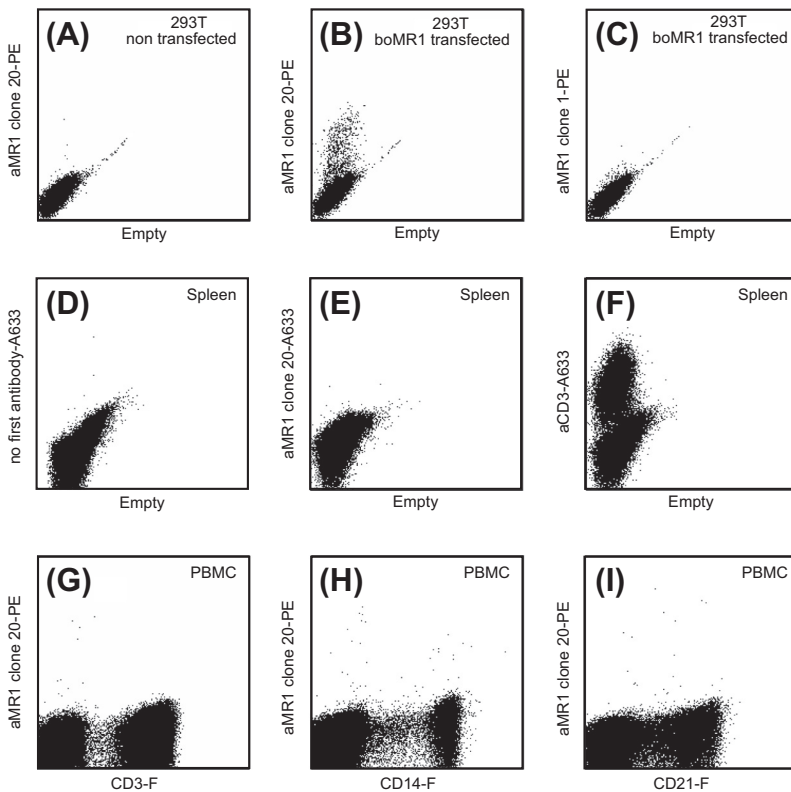 (A)
293T
non transfected
aMR1 clone 20-PE
Empty
(B)
293T
boMR1 transfected
aMR1 clone 20-PE
Empty
(C)
293T
boMR1 transfected
aMR1 clone 1-PE
Empty
(D)
Spleen
no first antibody-A633
Empty
(E)
Spleen
aMR1 clone 20-A633
Empty
(F)
Spleen
aCD3-A633
Empty
(G)
PBMC
aMR1 clone 20-PE
CD3-F
(H)
PBMC
aMR1 clone 20-PE
CD14-F
(I)
PBMC
aMR1 clone 20-PE
CD21-F